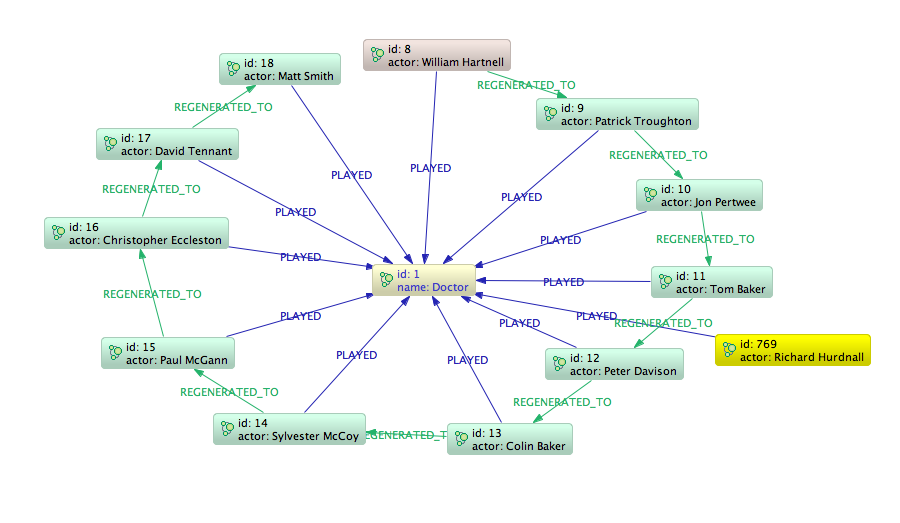 id: 8
actor: William Hartnell
id: 18
actor: Matt Smith
REGENERATED_TO
REGENERATED_TO
id: 9
actor: Patrick Troughton
id: 17
actor: David Tennant
REGENERATED_TO
PLAYED
PLAYED
REGENERATED_TO
id: 10
actor: Jon Pertwee
PLAYED
PLAYED
id: 16
actor: Christopher Eccleston
PLAYED
REGENERATED_TO
PLAYED
id: 1
name: Doctor
PLAYED
id: 11
actor: Tom Baker
REGENERATED_TO
PLAYED
PLAYED
PLAYED
REGENERATED_TO
id: 15
actor: Paul McGann
PLAYED
PLAYED
id: 12
actor: Peter Davison
id: 769
actor: Richard Hurdnall
REGENERATED_TO
REGENERATED_TO
id: 14
actor: Sylvester McCoy
EGENERATED_T
id: 13
actor: Colin Baker